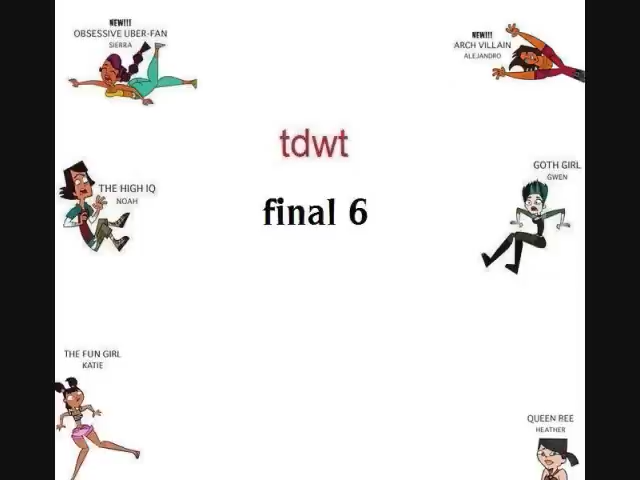 NEW!!!
OBSESSIVE UBER-FAN
SIERRA
NEW!!!
ARCH VILLAIN
ALEJANDRO
tdwt
THE HIGH IQ
NOAH
final 6
GOTH GIRL
GWEN
THE FUN GIRL
KATIE
QUEEN BEE
HEATHER